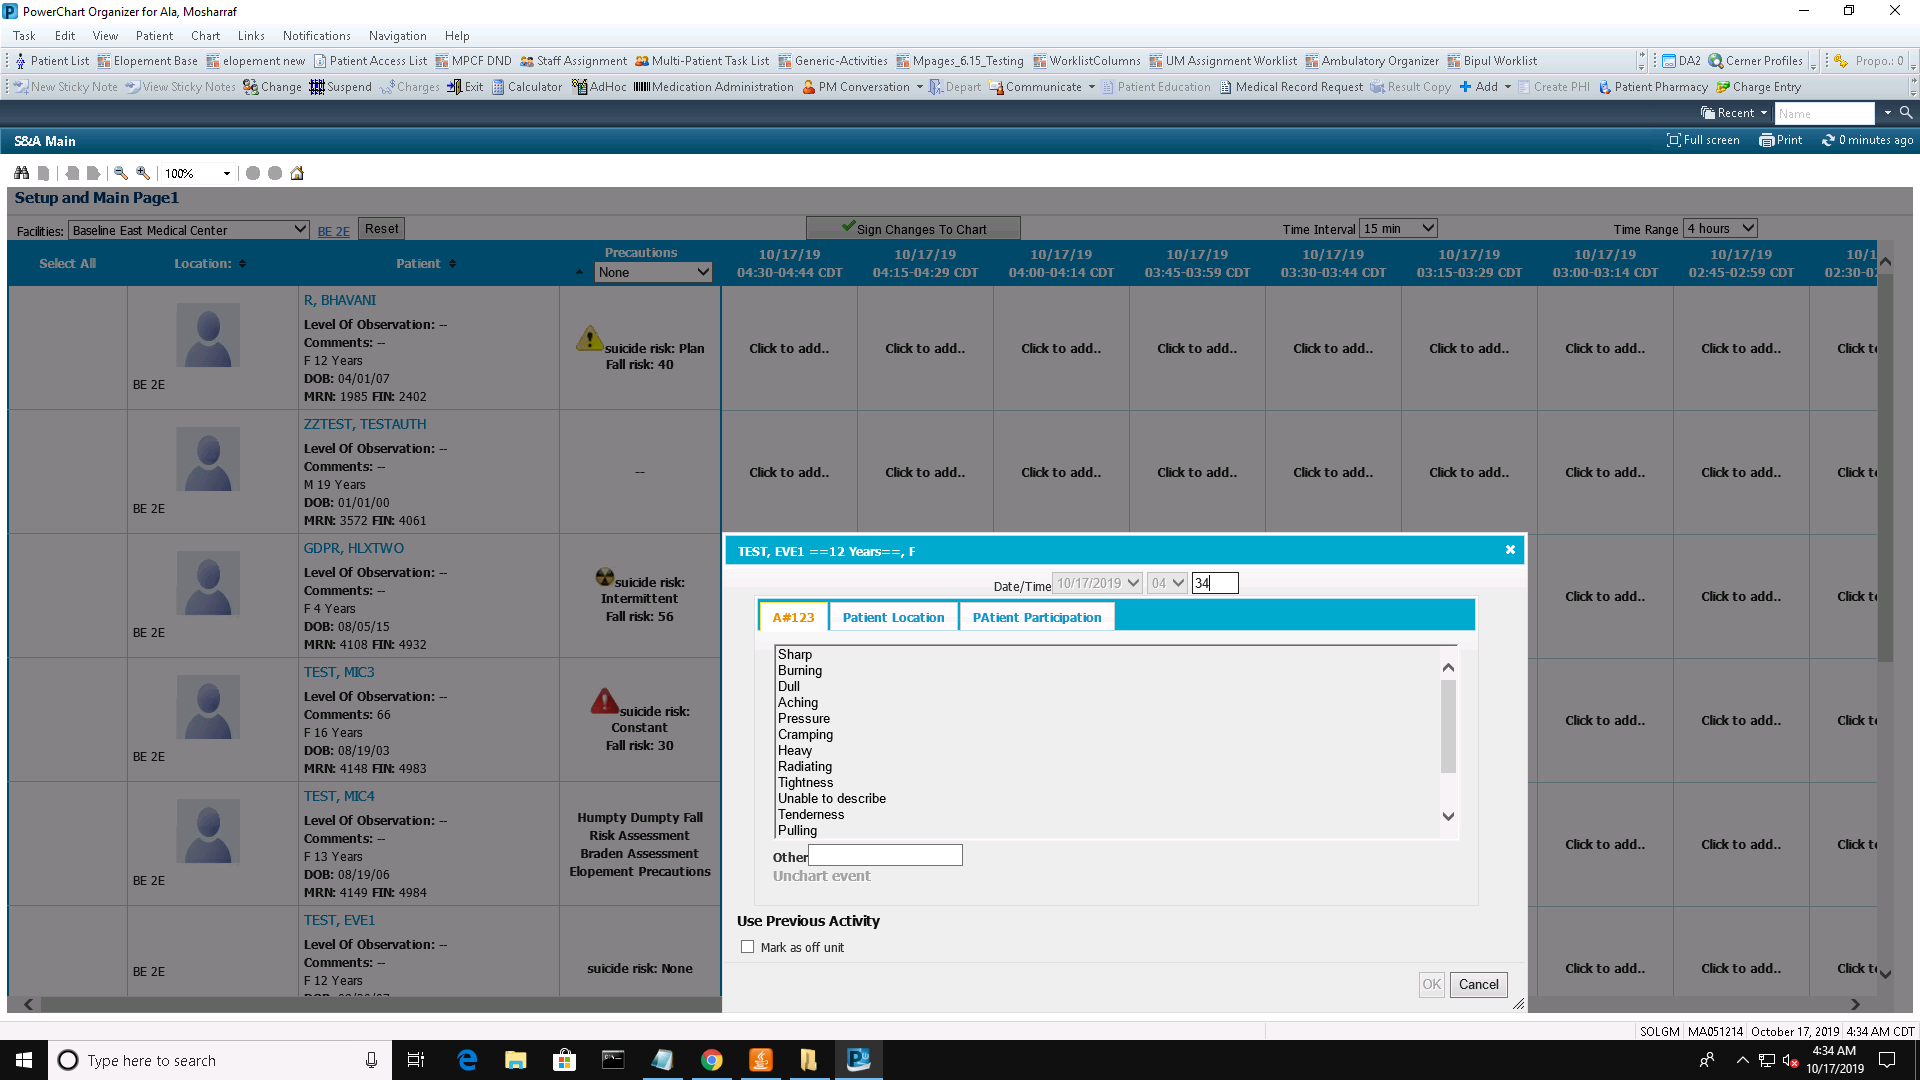 PowerChart Organizer for Ala, Mosharraf
Task Edit View Patient Chart Links Notifications Navigation Help
Patient List Elopement Base elopement new Patient Access List MPCF DND Staff Assignment Multi-Patient Task List Generic-Activities Mpages_6.15_Testing WorklistColumns UM Assignment Worklist Ambulatory Organizer Bipul Worklist DA2 Cerner Profiles Propo.: 0
New Sticky Note View Sticky Notes Change Suspend Charges Exit Calculator AdHoc Medication Administration PM Conversation Depart Communicate Patient Education Medical Record Request Result Copy Add Create PHI Patient Pharmacy Charge Entry
Recent Name
S&A Main Full screen Print 0 minutes ago
100%
Setup and Main Page1
Facilities: Baseline East Medical Center BE 2E Reset Sign Changes To Chart Time Interval 15 min Time Range 4 hours
Select All Location: Patient Precautions None
10/17/19 10/17/19 10/17/19 10/17/19 10/17/19 10/17/19 10/17/19 10/17/19 10/1
04:30-04:44 CDT 04:15-04:29 CDT 04:00-04:14 CDT 03:45-03:59 CDT 03:30-03:44 CDT 03:15-03:29 CDT 03:00-03:14 CDT 02:45-02:59 CDT 02:30-0
R, BHAVANI
Level Of Observation: --
Comments: --
F 12 Years
DOB: 04/01/07
MRN: 1985 FIN: 2402
BE 2E
suicide risk: Plan
Fall risk: 40
Click to add.. Click to add.. Click to add.. Click to add.. Click to add.. Click to add.. Click to add.. Click to add.. Click t
ZZTEST, TESTAUTH
Level Of Observation: --
Comments: --
M 19 Years
DOB: 01/01/00
MRN: 3572 FIN: 4061
BE 2E
--
Click to add.. Click to add.. Click to add.. Click to add.. Click to add.. Click to add.. Click to add.. Click to add.. Click t
GDPR, HLXTWO
Level Of Observation: --
Comments: --
F 4 Years
DOB: 08/05/15
MRN: 4108 FIN: 4932
BE 2E
suicide risk:
Intermittent
Fall risk: 56
Click to add.. Click to add.. Click t
TEST, MIC3
Level Of Observation: --
Comments: 66
F 16 Years
DOB: 08/19/03
MRN: 4148 FIN: 4983
BE 2E
suicide risk:
Constant
Fall risk: 30
Click to add.. Click to add.. Click t
TEST, MIC4
Level Of Observation: --
Comments: --
F 13 Years
DOB: 08/19/06
MRN: 4149 FIN: 4984
BE 2E
Humpty Dumpty Fall
Risk Assessment
Braden Assessment
Elopement Precautions
Click to add.. Click to add.. Click t
TEST, EVE1
Level Of Observation: --
Comments: --
F 12 Years
BE 2E
suicide risk: None
Click to add.. Click to add.. Click t
TEST, EVE1 ==12 Years==, F
Date/Time 10/17/2019 04 34
A#123 Patient Location PAtient Participation
Sharp
Burning
Dull
Aching
Pressure
Cramping
Heavy
Radiating
Tightness
Unable to describe
Tenderness
Pulling
Other
Unchart event
Use Previous Activity
Mark as off unit
OK Cancel
SOLGM MA051214 October 17, 2019 4:34 AM CDT
Type here to search
4:34 AM
10/17/2019